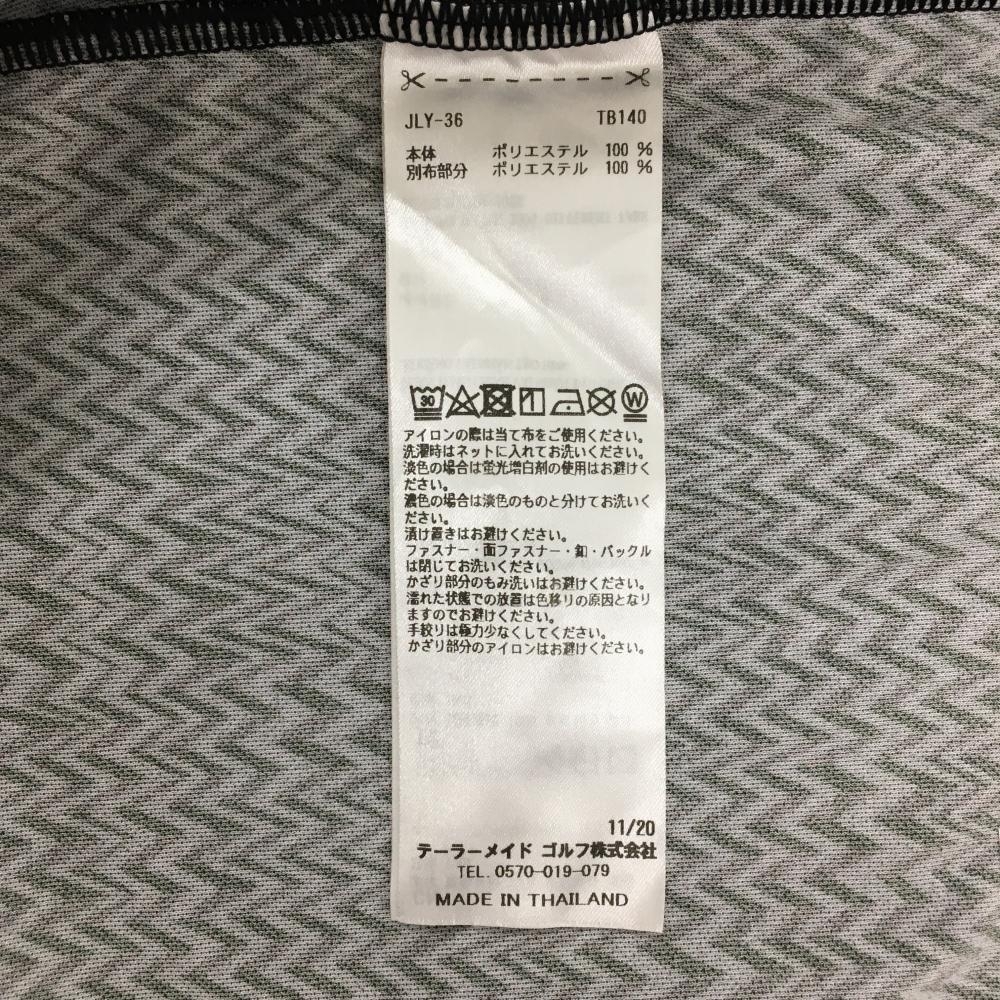 JLY-36 TB140
本体 ポリエステル 100 %
別布部分 ポリエステル 100 %
30 W
アイロンの際は当て布をご使用ください。
洗濯時はネットに入れてお洗いください。
淡色の場合は蛍光増白剤の使用はお避けく
ださい。
濃色の場合は淡色のものと分けてお洗いく
ださい。
漬け置きはお避けください。
ファスナー・面ファスナー・釦・バックル
は閉じてお洗いください。
かざり部分のもみ洗いはお避けください。
濡れた状態での放置は色移りの原因となり
ますのでお避けください。
手絞りは極力少なくしてください。
かざり部分のアイロンはお避けください。
11/20
テーラーメイド ゴルフ株式会社
TEL. 0570-019-079
MADE IN THAILAND